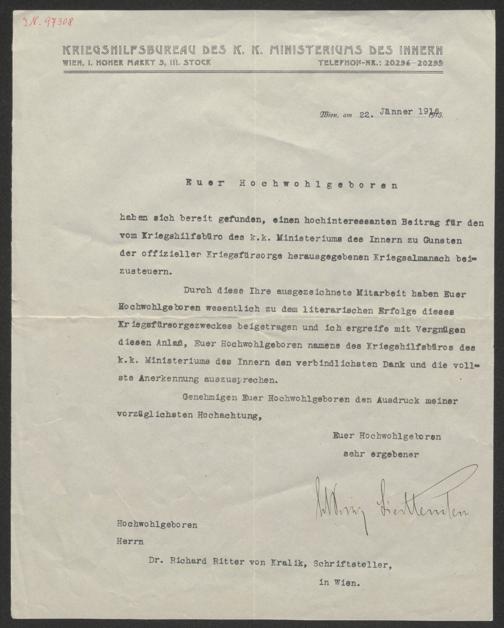 I.N. 97308
KRIEGSHILFSBUREAU DES K. K. MINISTERIUMS DES INNERN
WIEN, I. HOHER MARKT 5, III. STOCK TELEPHON-NR.: 20294-20295
Wien, am 22. Jänner 1916.
Euer Hochwohlgeboren
haben sich bereit gefunden, einen hochinteressanten Beitrag für den
vom Kriegshilfsbüro des k.k. Ministeriums des Innern zu Gunsten
der offizieller Kriegsfürsorge herausgegebenen Kriegsalmanach bei=
zusteuern.
Durch diese Ihre ausgezeichnete Mitarbeit haben Euer
Hochwohlgeboren wesentlich zu dem literarischen Erfolge dieses
Kriegsfürsorgezweckes beigetragen und ich ergreife mit Vergnügen
diesen Anlaß, Euer Hochwohlgeboren namens des Kriegshilfsbüros des
k.k. Ministeriums des Innern den verbindlichsten Dank und die voll=
ste Anerkennung auszusprechen.
Genehmigen Euer Hochwohlgeboren den Ausdruck meiner
vorzüglichsten Hochachtung,
Euer Hochwohlgeboren
sehr ergebener
Hochwohlgeboren
Herrn
Dr. Richard Ritter von Kralik, Schriftsteller,
in Wien.